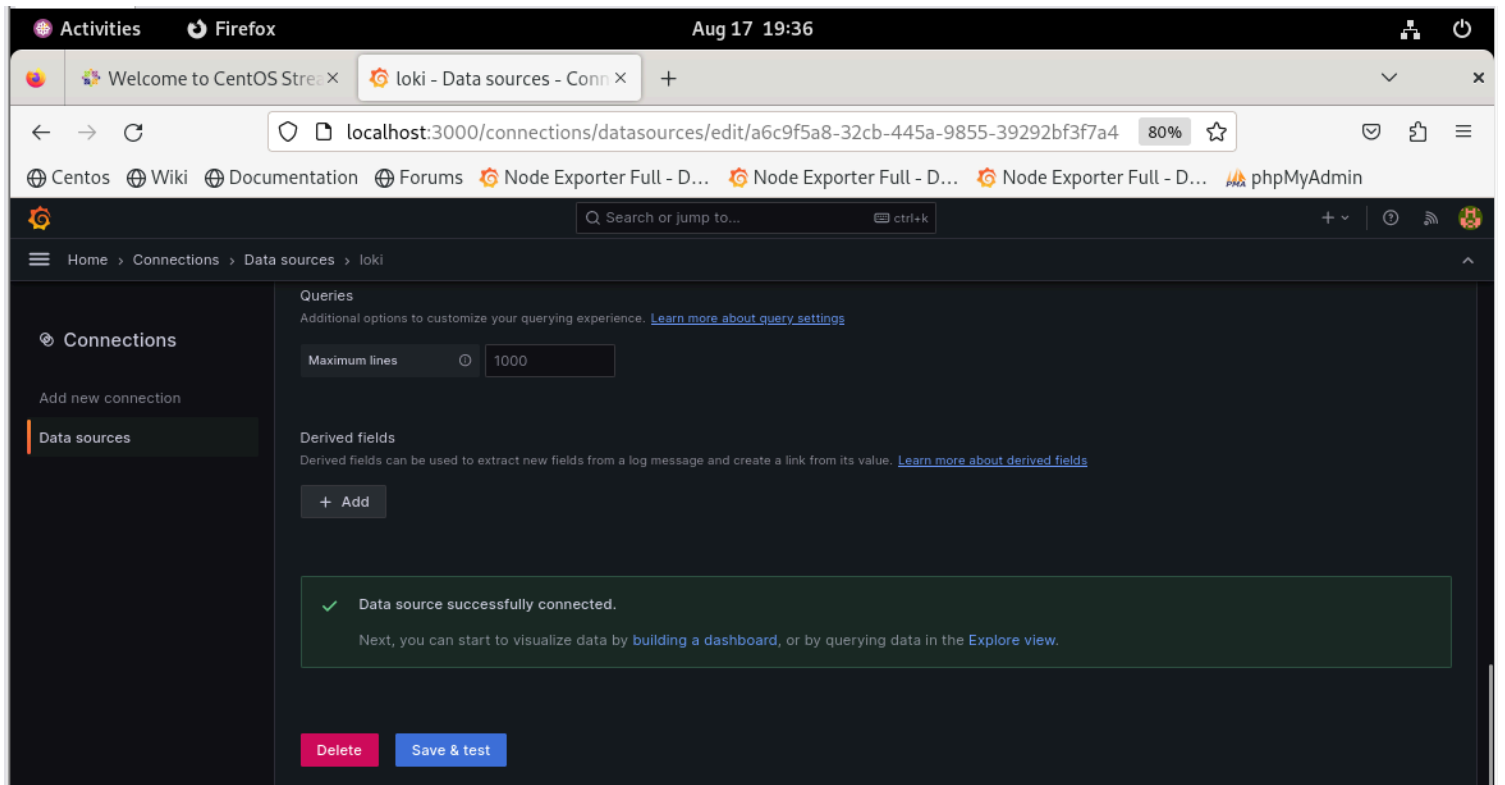 Activities Firefox Aug 17 19:36
Welcome to CentOS Strea loki - Data sources - Conn
localhost:3000/connections/datasources/edit/a6c9f5a8-32cb-445a-9855-39292bf3f7a4 80%
Centos Wiki Documentation Forums Node Exporter Full - D... Node Exporter Full - D... Node Exporter Full - D... PMA phpMyAdmin
Search or jump to... ctrl+k
Home › Connections › Data sources › loki
Queries
Additional options to customize your querying experience. Learn more about query settings
Connections
Maximum lines 1000
Add new connection
Data sources
Derived fields
Derived fields can be used to extract new fields from a log message and create a link from its value. Learn more about derived fields
+ Add
Data source successfully connected.
Next, you can start to visualize data by building a dashboard, or by querying data in the Explore view.
Delete Save & test